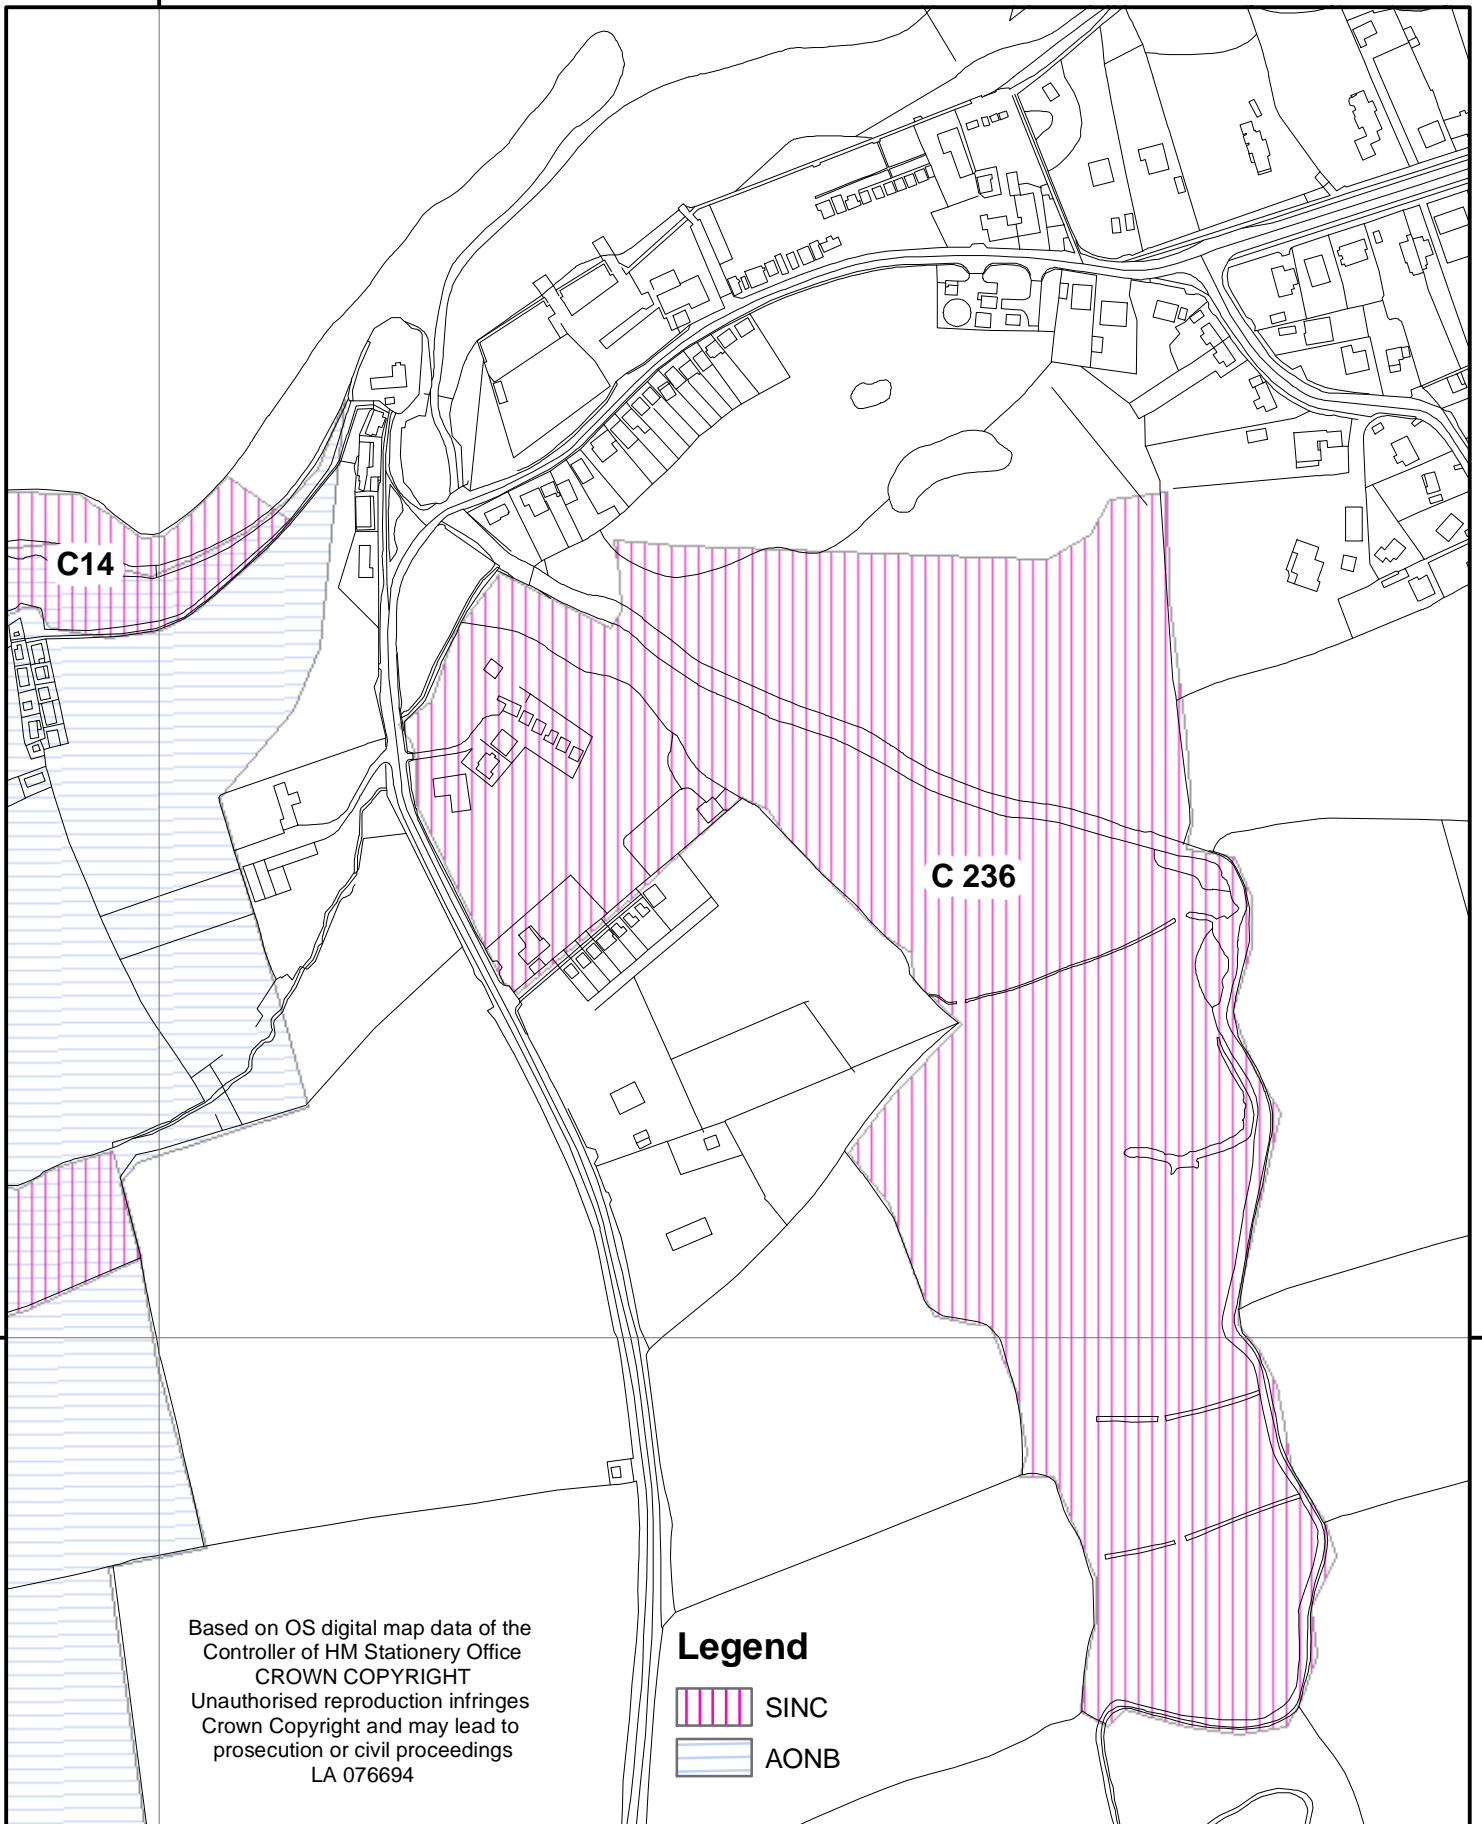 C14
C 236
Based on OS digital map data of the
Controller of HM Stationery Office
CROWN COPYRIGHT
Unauthorised reproduction infringes
Crown Copyright and may lead to
prosecution or civil proceedings
LA 076694
Legend
SINC
AONB